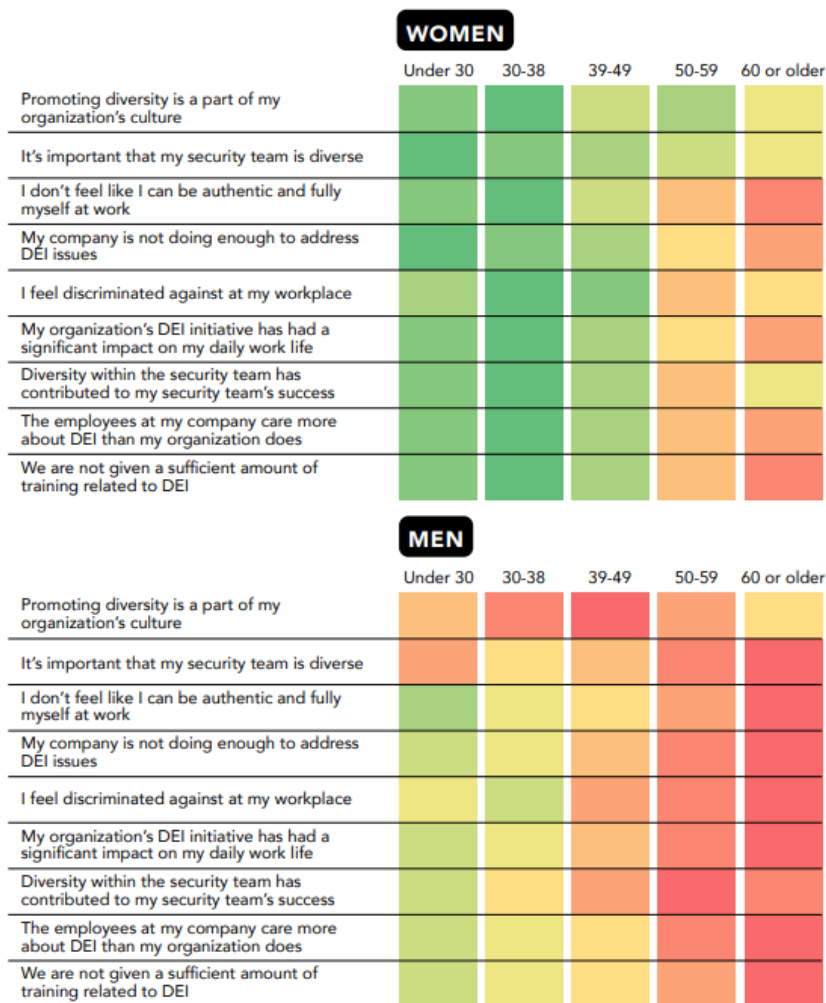 WOMEN
Under 30 30-38 39-49 50-59 60 or older
Promoting diversity is a part of my
organization’s culture
It’s important that my security team is diverse
I don’t feel like I can be authentic and fully
myself at work
My company is not doing enough to address
DEI issues
I feel discriminated against at my workplace
My organization’s DEI initiative has had a
significant impact on my daily work life
Diversity within the security team has
contributed to my security team’s success
The employees at my company care more
about DEI than my organization does
We are not given a sufficient amount of
training related to DEI
MEN
Under 30 30-38 39-49 50-59 60 or older
Promoting diversity is a part of my
organization’s culture
It’s important that my security team is diverse
I don’t feel like I can be authentic and fully
myself at work
My company is not doing enough to address
DEI issues
I feel discriminated against at my workplace
My organization’s DEI initiative has had a
significant impact on my daily work life
Diversity within the security team has
contributed to my security team’s success
The employees at my company care more
about DEI than my organization does
We are not given a sufficient amount of
training related to DEI